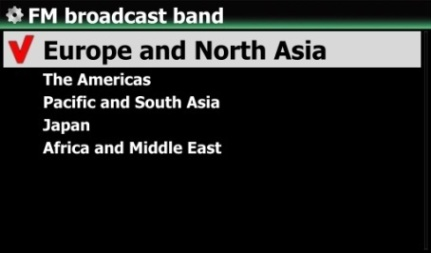 FM broadcast band
Europe and North Asia
The Americas
Pacific and South Asia
Japan
Africa and Middle East